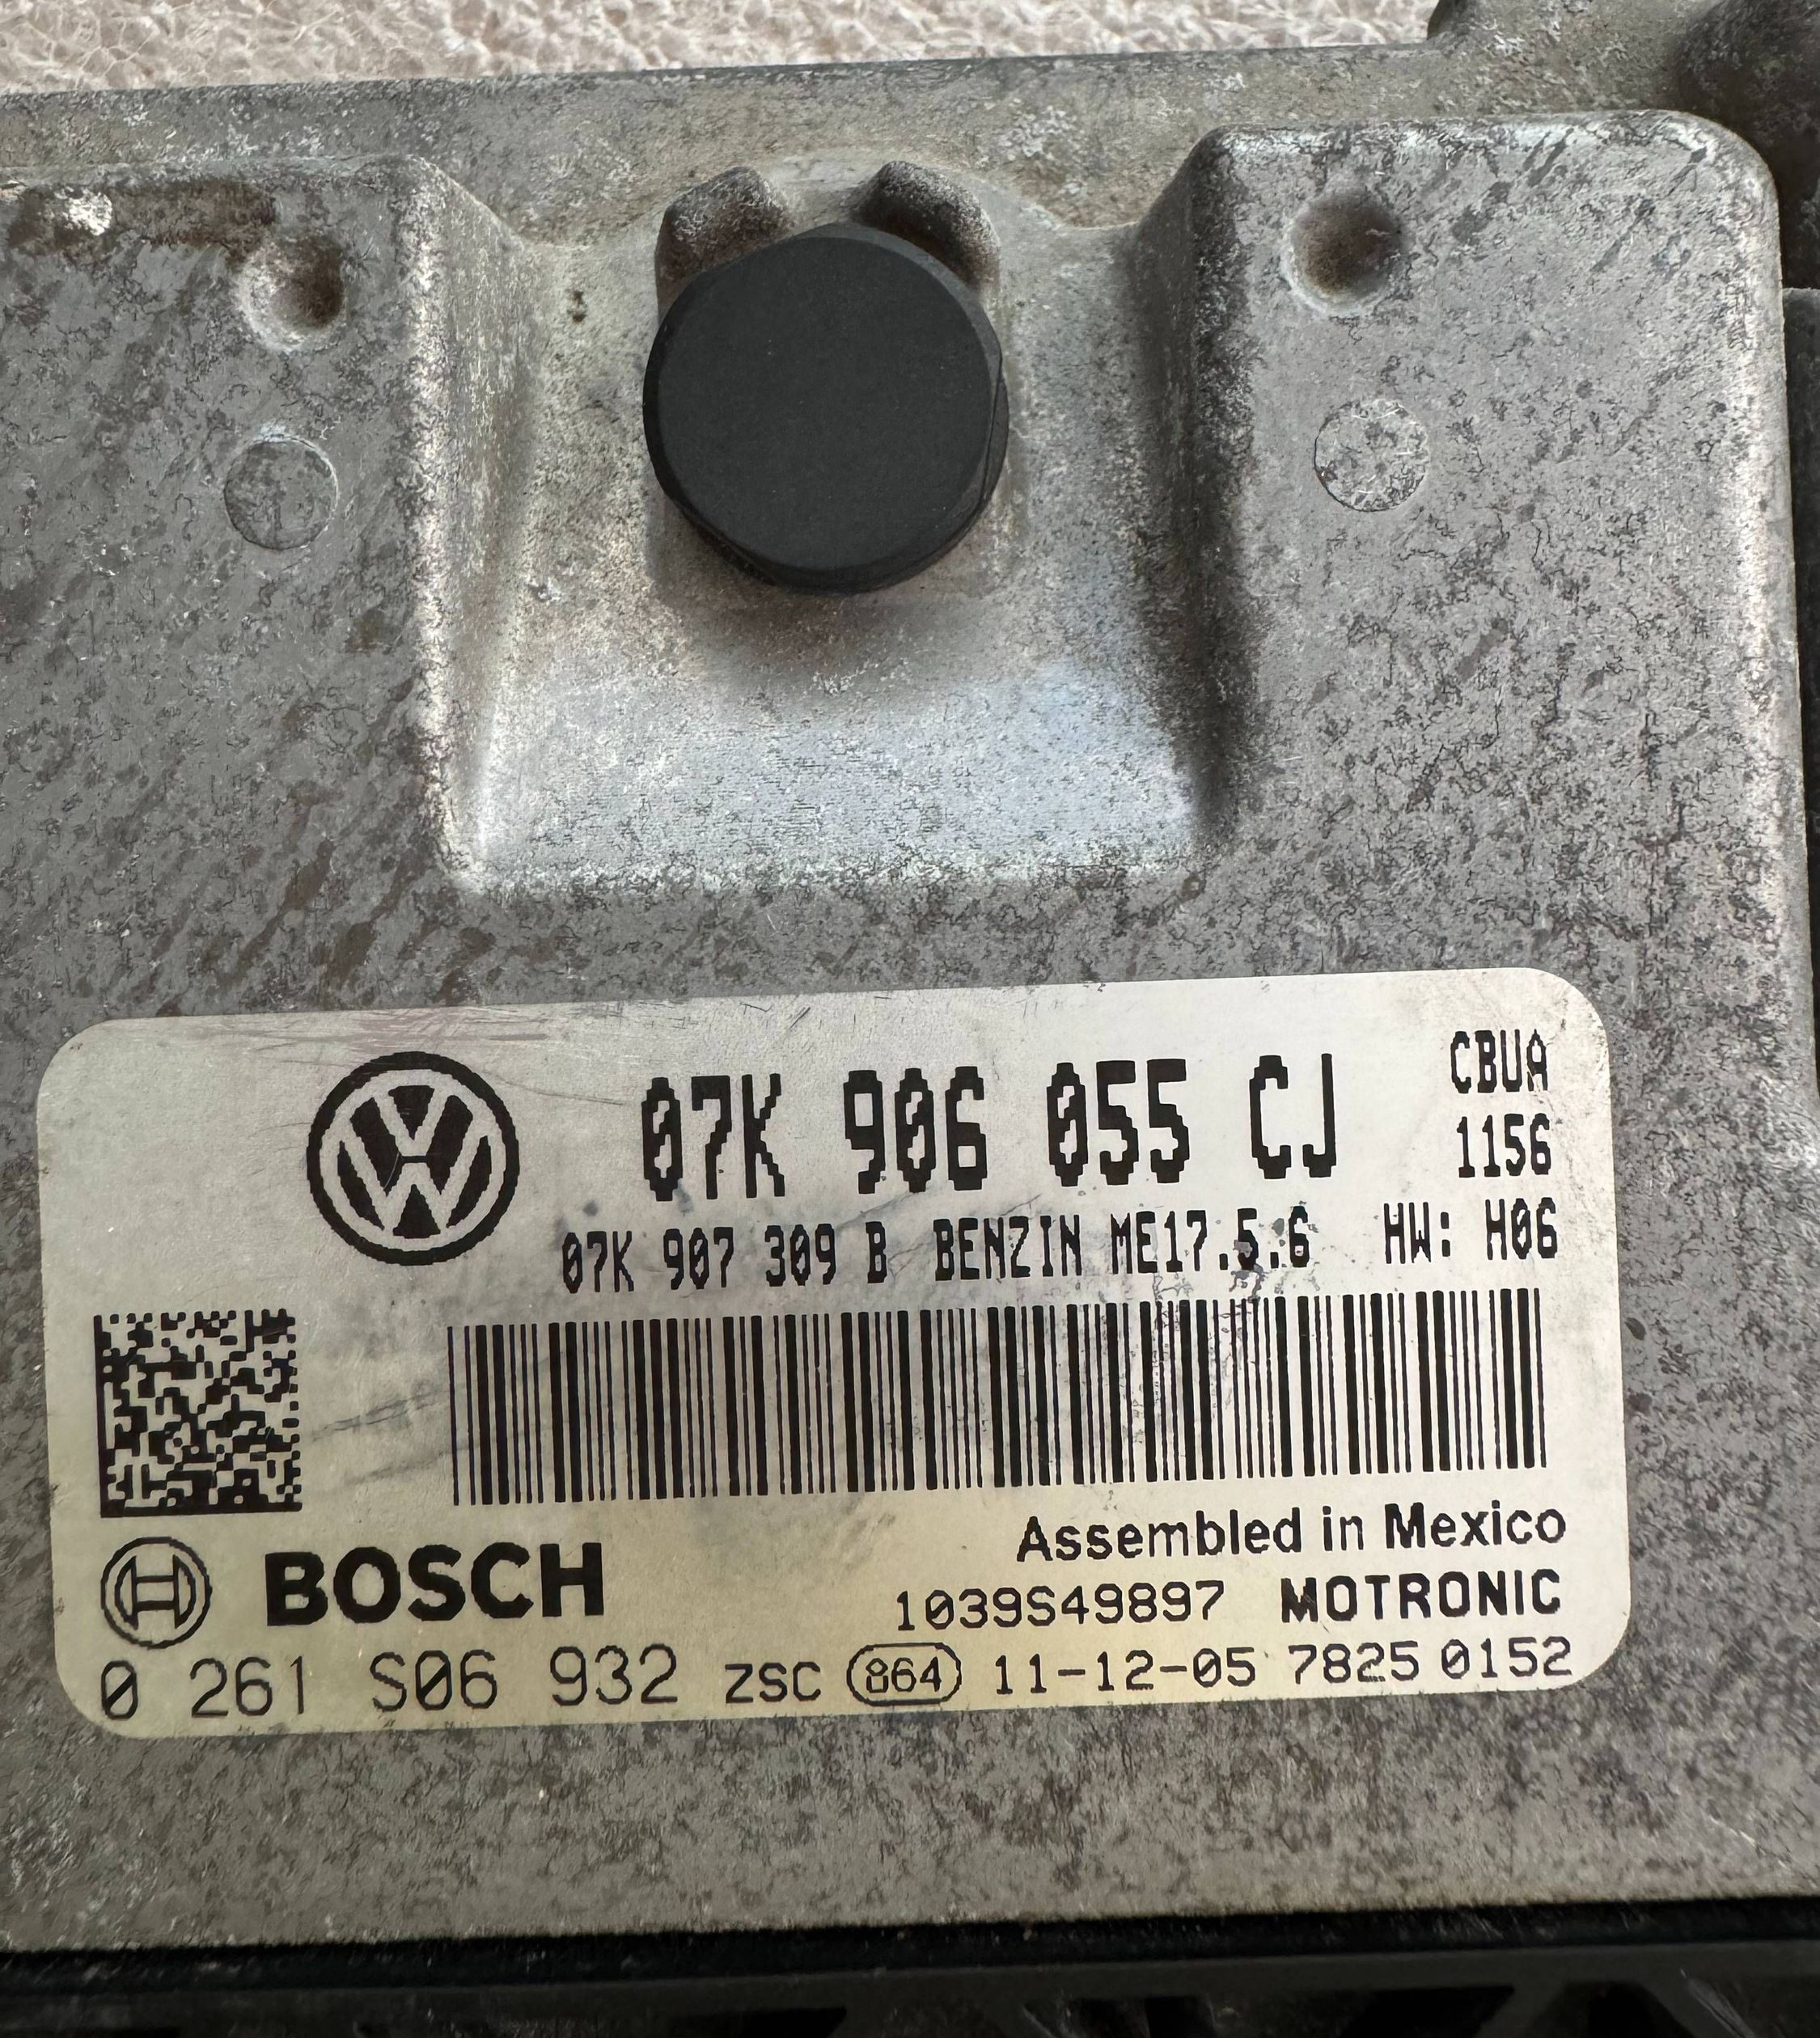 07K 906 055 CJ
CBUA
1156
07K 907 309 B BENZIN ME17.5.6 HW: H06
Assembled in Mexico
BOSCH
1039S49897 MOTRONIC
0 261 S06 932 ZSC 864 11-12-05 7825 0152